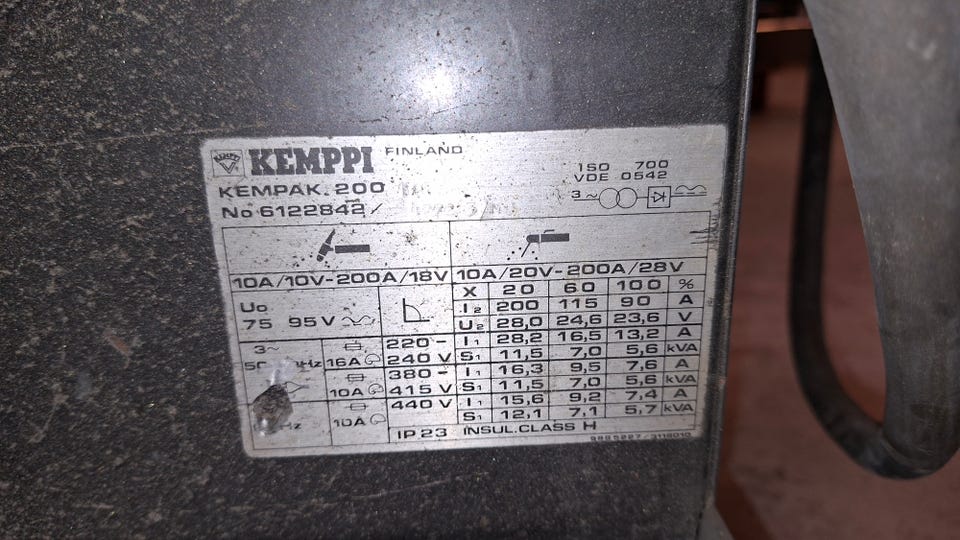 KEMPPI
KEMPPI FINLAND
KEMPAK 200
No 6122842/
ISO 700
VDE 0542
3~
10A/10V-200A/18V
10A/20V-200A/28V
X 20 60 100 %
I2 200 115 90 A
U2 28,0 24,6 23,6 V
Uo
75 95V
3~
16A 220-240 V
I1 28,2 16,5 13,2 A
S1 11,5 7,0 5,6 kVA
10A 380-415 V
I1 16,3 9,5 7,6 A
S1 11,5 7,0 5,6 kVA
10A 440 V
I1 15,6 9,2 7,4 A
S1 12,1 7,1 5,7 kVA
IP23 INSUL.CLASS H